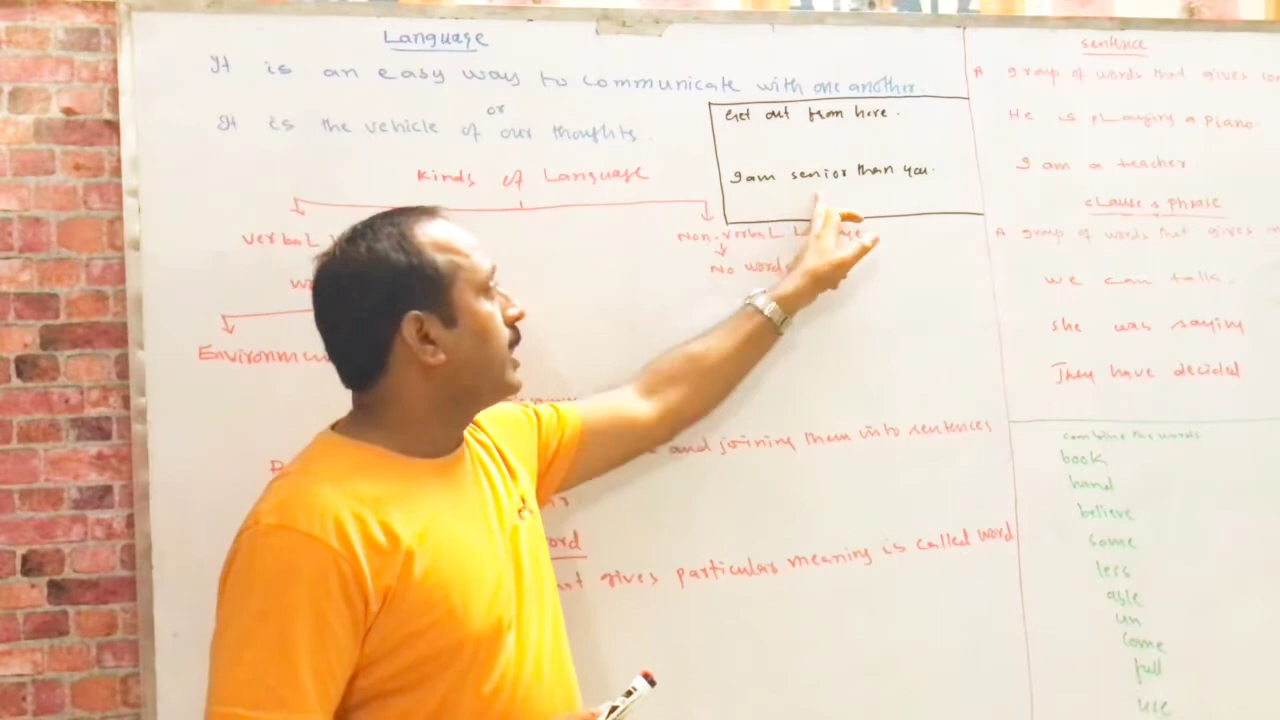 Language
It is an easy way to communicate with one another
or
It is the vehicle of our thoughts.
Kinds of Language
verbal
Non-verbal
No words
Environm
Get out from here.
I am senior than you.
and joining them into sentences
ord
gives particular meaning is called word
sentence
A group of words that gives
He is playing a piano.
I am a teacher
clause & phrase
A group of words that gives
we can talk.
she was saying
They have decided
combine the words
book
hand
believe
some
less
able
un
come
full
use